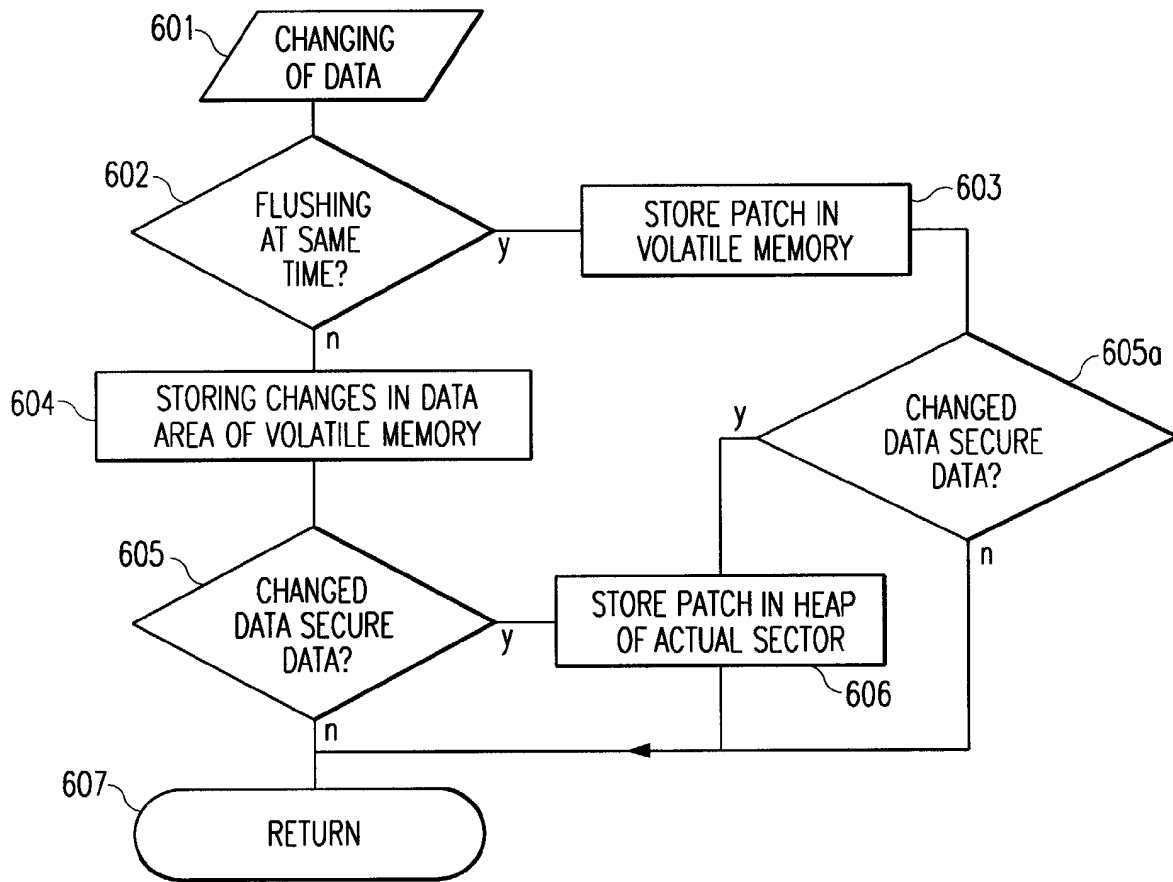 601
CHANGING
OF DATA
602
FLUSHING
AT SAME
TIME?
y
n
603
STORE PATCH IN
VOLATILE MEMORY
604
STORING CHANGES IN DATA
AREA OF VOLATILE MEMORY
605a
CHANGED
DATA SECURE
DATA?
y
n
605
CHANGED
DATA SECURE
DATA?
y
n
STORE PATCH IN HEAP
OF ACTUAL SECTOR
606
607
RETURN